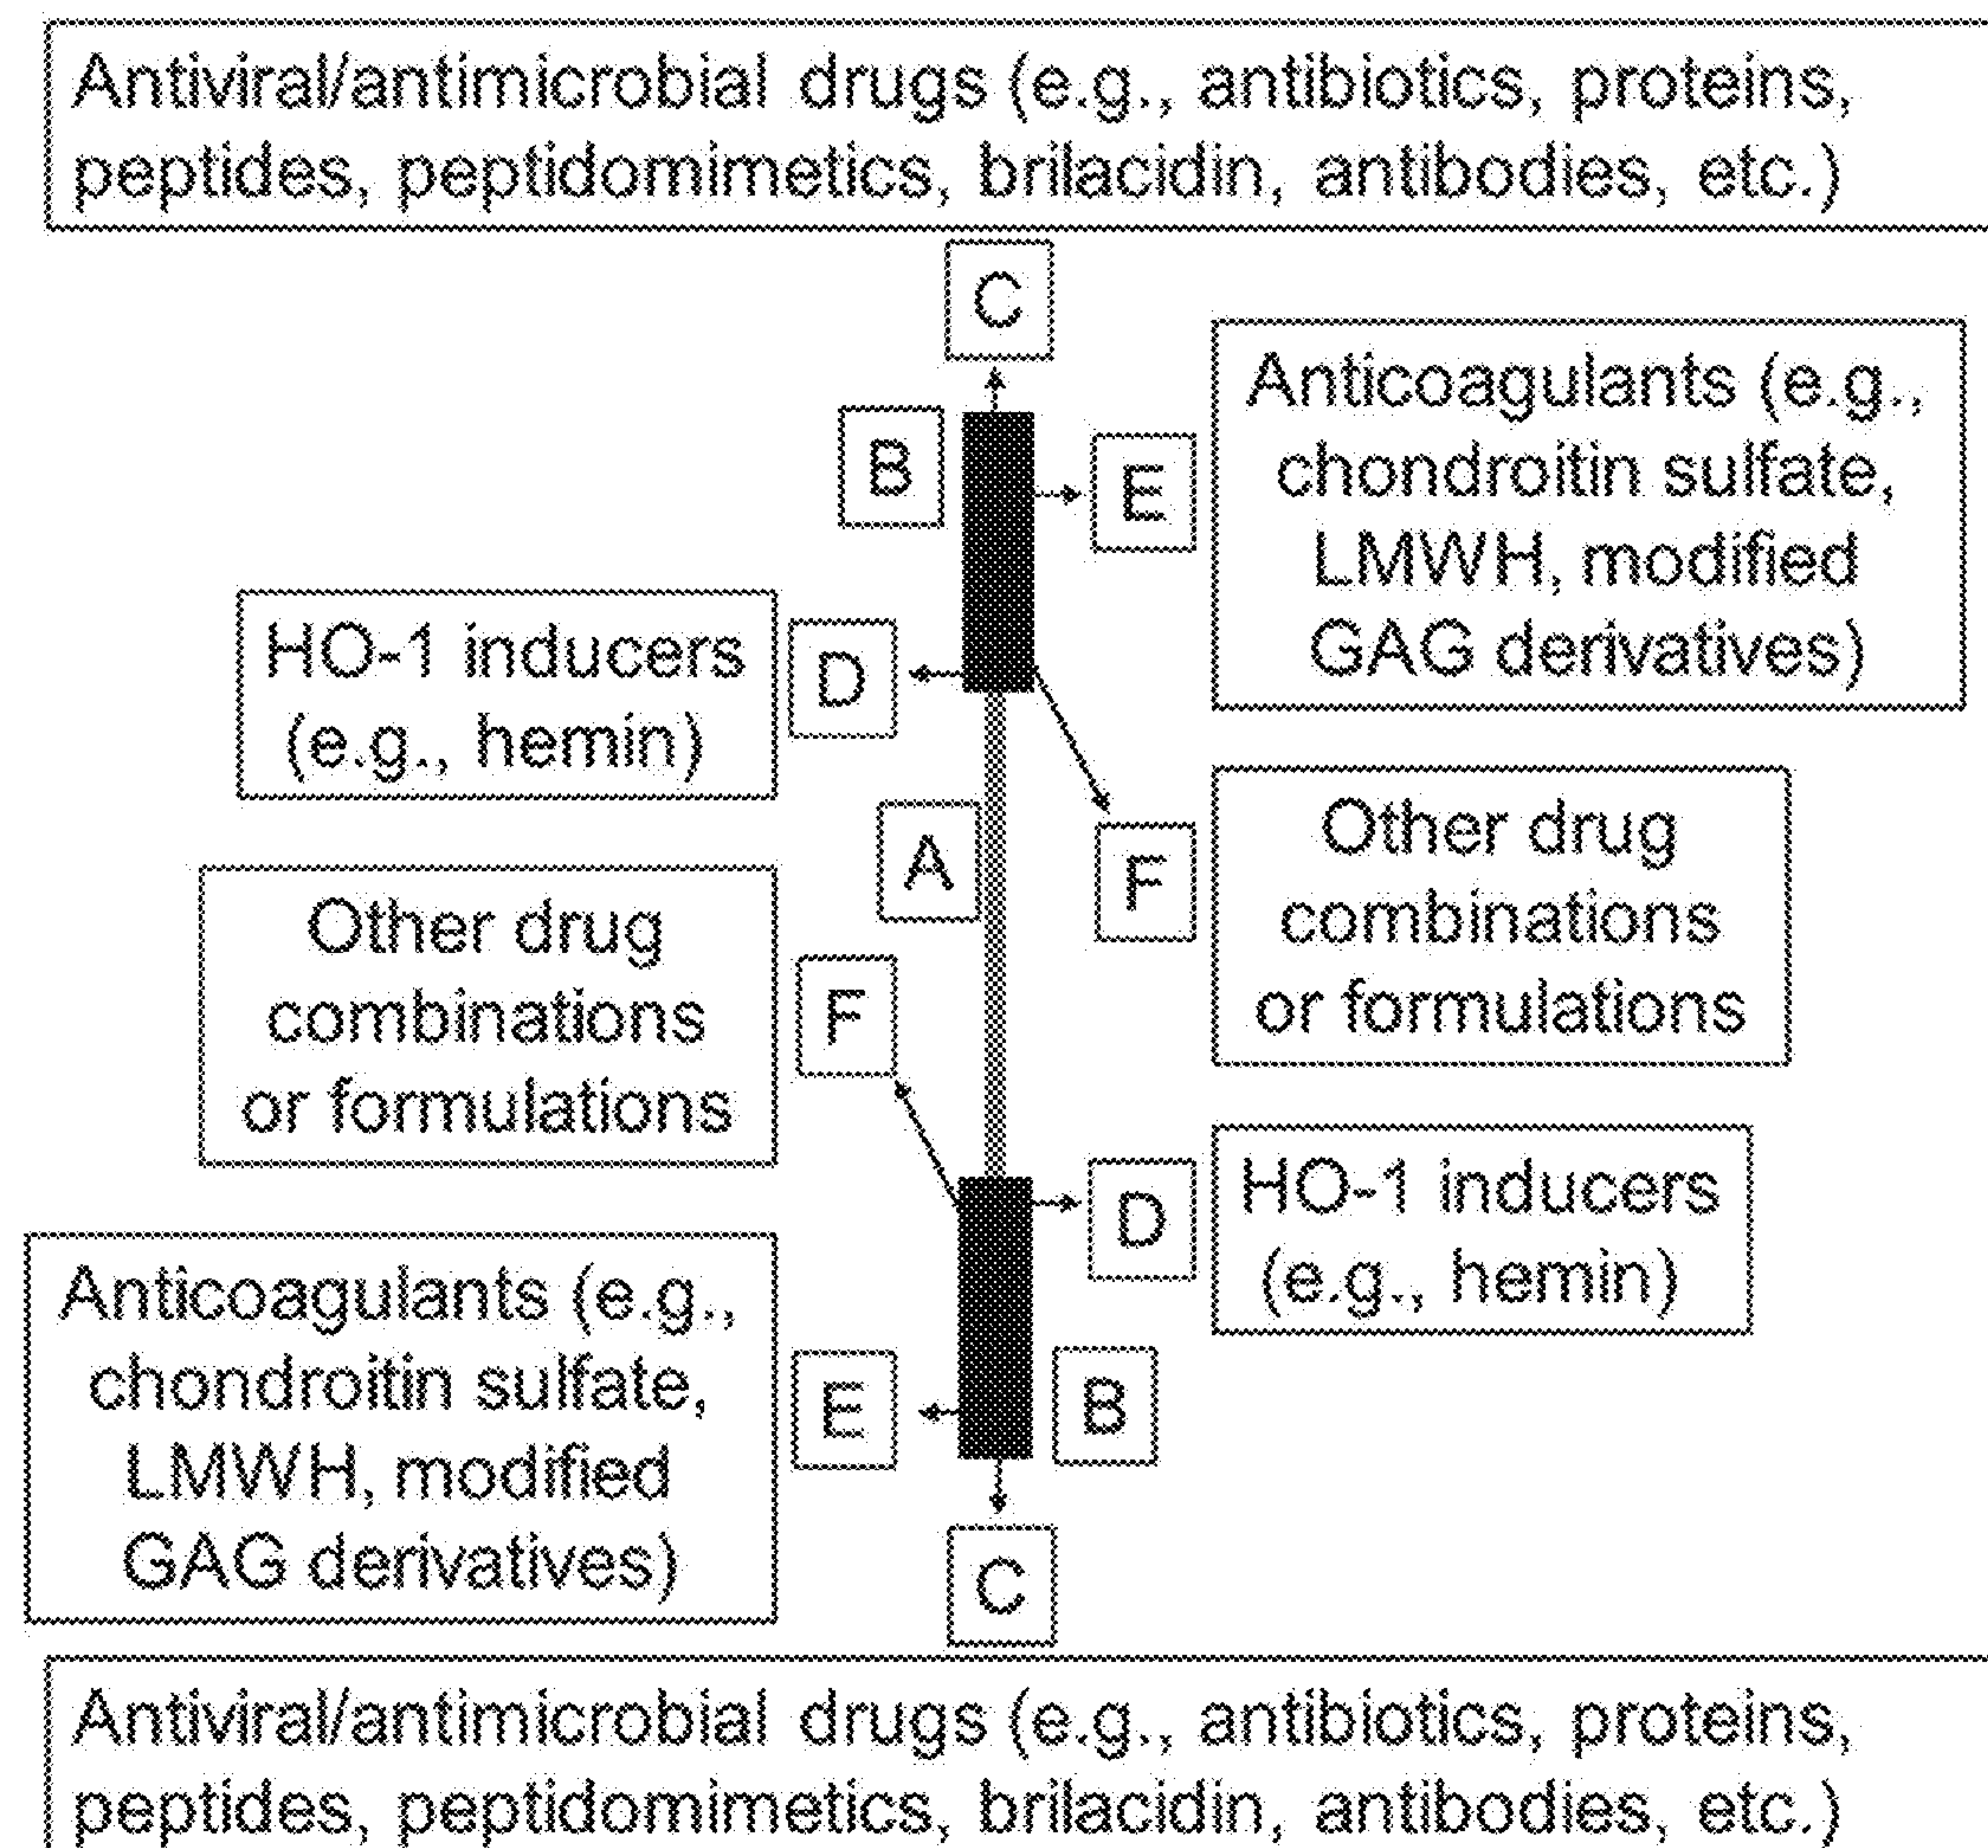 Antiviral/antimicrobial drugs (e.g., antibiotics, proteins,
peptides, peptidomimetics, brilacidin, antibodies, etc.)
C
B
E
Anticoagulants (e.g.,
chondroitin sulfate,
LMWH, modified
GAG derivatives)
HO-1 inducers
(e.g., hemin)
D
A
F
Other drug
combinations
or formulations
Other drug
combinations
or formulations
F
D
HO-1 inducers
(e.g., hemin)
Anticoagulants (e.g.,
chondroitin sulfate,
LMWH, modified
GAG derivatives)
E
B
C
Antiviral/antimicrobial drugs (e.g., antibiotics, proteins,
peptides, peptidomimetics, brilacidin, antibodies, etc.)